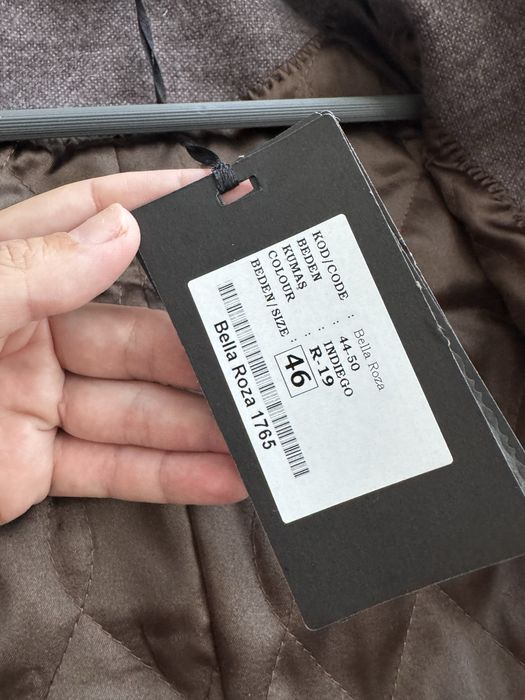 KOD/CODE : Bella Roza
BEDEN : 44-50
KUMAŞ : INDIEGO
COLOUR : R-19
BEDEN/SIZE : 46
Bella Roza 1765